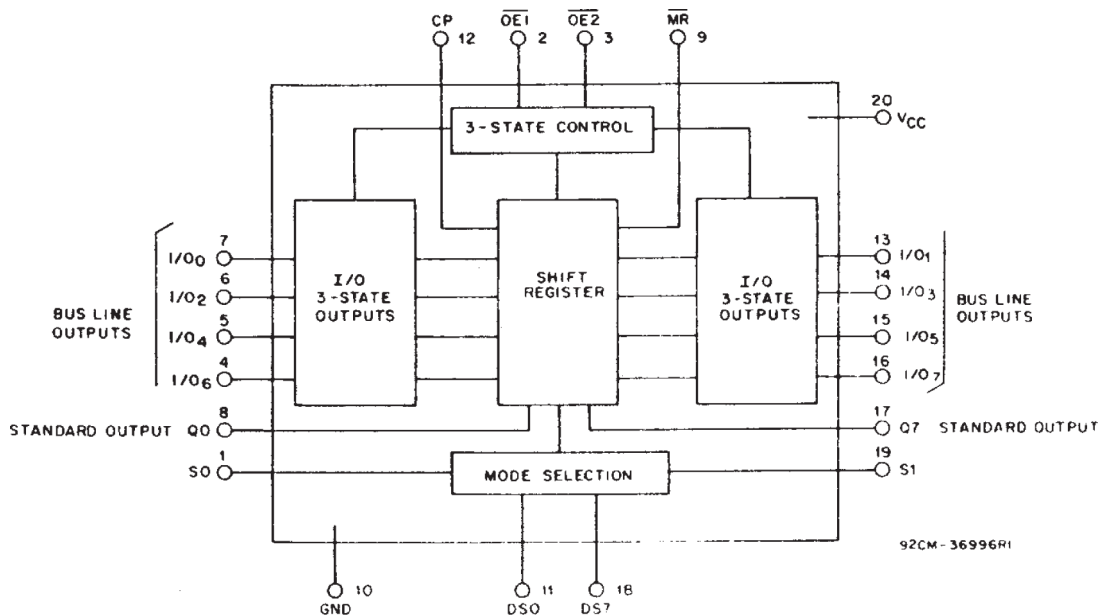 CP OE1 OE2 MR
12 2 3 9
20
VCC
3-STATE CONTROL
7
I/O0
6
I/O2
5
I/O4
4
I/O6
BUS LINE
OUTPUTS
I/O
3-STATE
OUTPUTS
SHIFT
REGISTER
I/O
3-STATE
OUTPUTS
13
I/O1
14
I/O3
15
I/O5
16
I/O7
BUS LINE
OUTPUTS
8
STANDARD OUTPUT Q0
17
Q7 STANDARD OUTPUT
1
S0
MODE SELECTION
19
S1
92CM-36996R1
10
GND
11
DS0
18
DS7